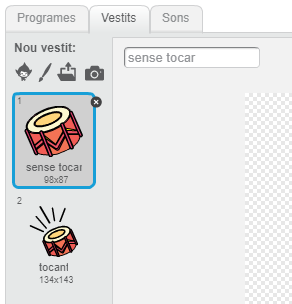 Programes Vestits Sons
Nou vestit:
sense tocar
1
sense tocar
98x87
2
tocant
134x143